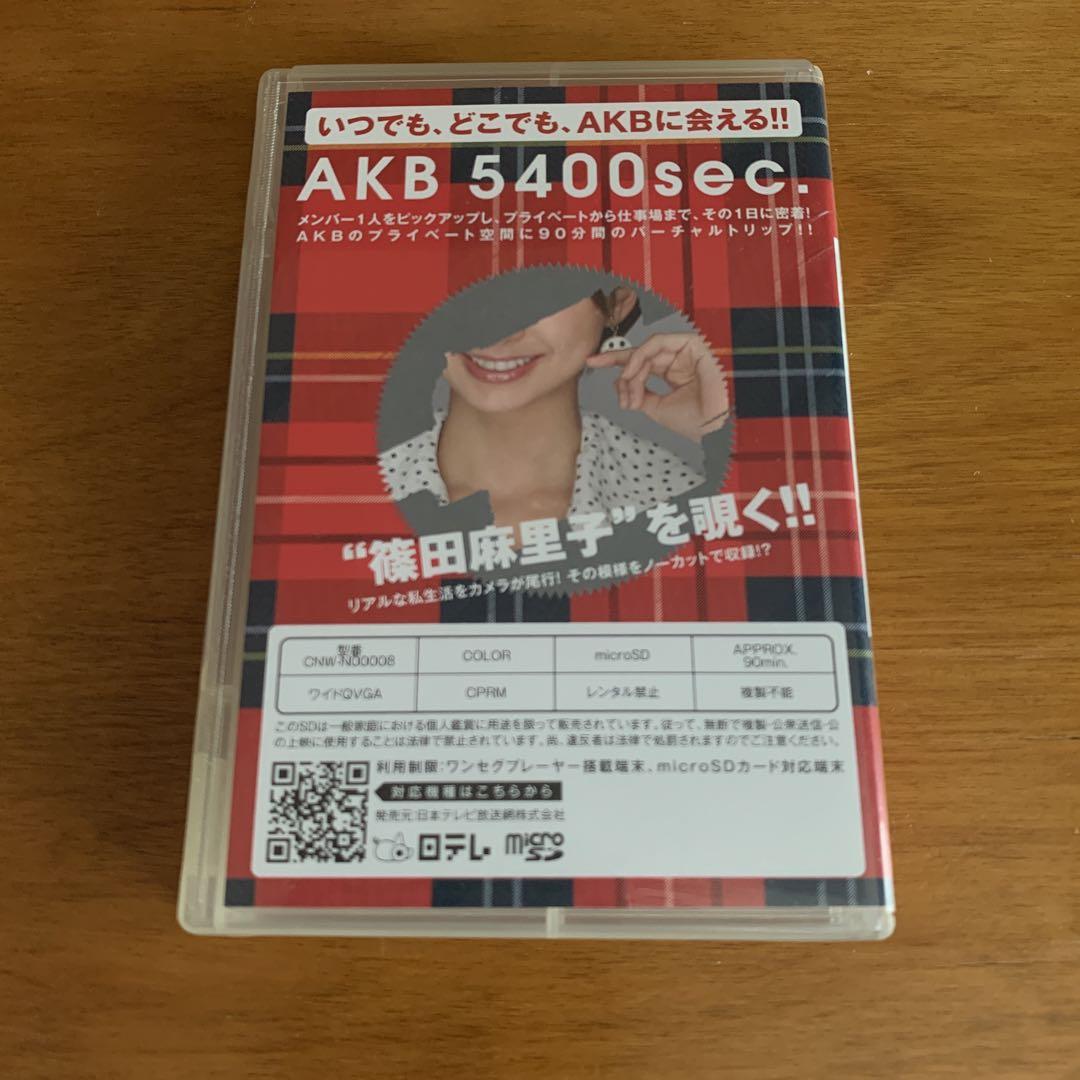 いつでも、どこでも、AKBに会える!!
AKB 5400sec.
メンバー1人をピックアップし、プライベートから仕事場まで、その1日に密着!
AKBのプライベート空間に90分間のバーチャルトリップ!!
“篠田麻里子”を覗く!!
リアルな私生活をカメラが尾行! その模様をノーカットで収録!?
型番
CNW-N00008
COLOR
microSD
APPROX.
90min.
ワイドQVGA
CPRM
レンタル禁止
複製不能
このSDは一般家庭における個人鑑賞に用途を限って販売されています。従って、無断で複製・公衆送信・公
の上映に使用することは法律で禁止されています。尚、違反者は法律で処罰されますのでご注意ください。
利用制限:ワンセグプレーヤー搭載端末、microSDカード対応端末
対応機種はこちらから
発売元:日本テレビ放送網株式会社
日テレ
micro SD